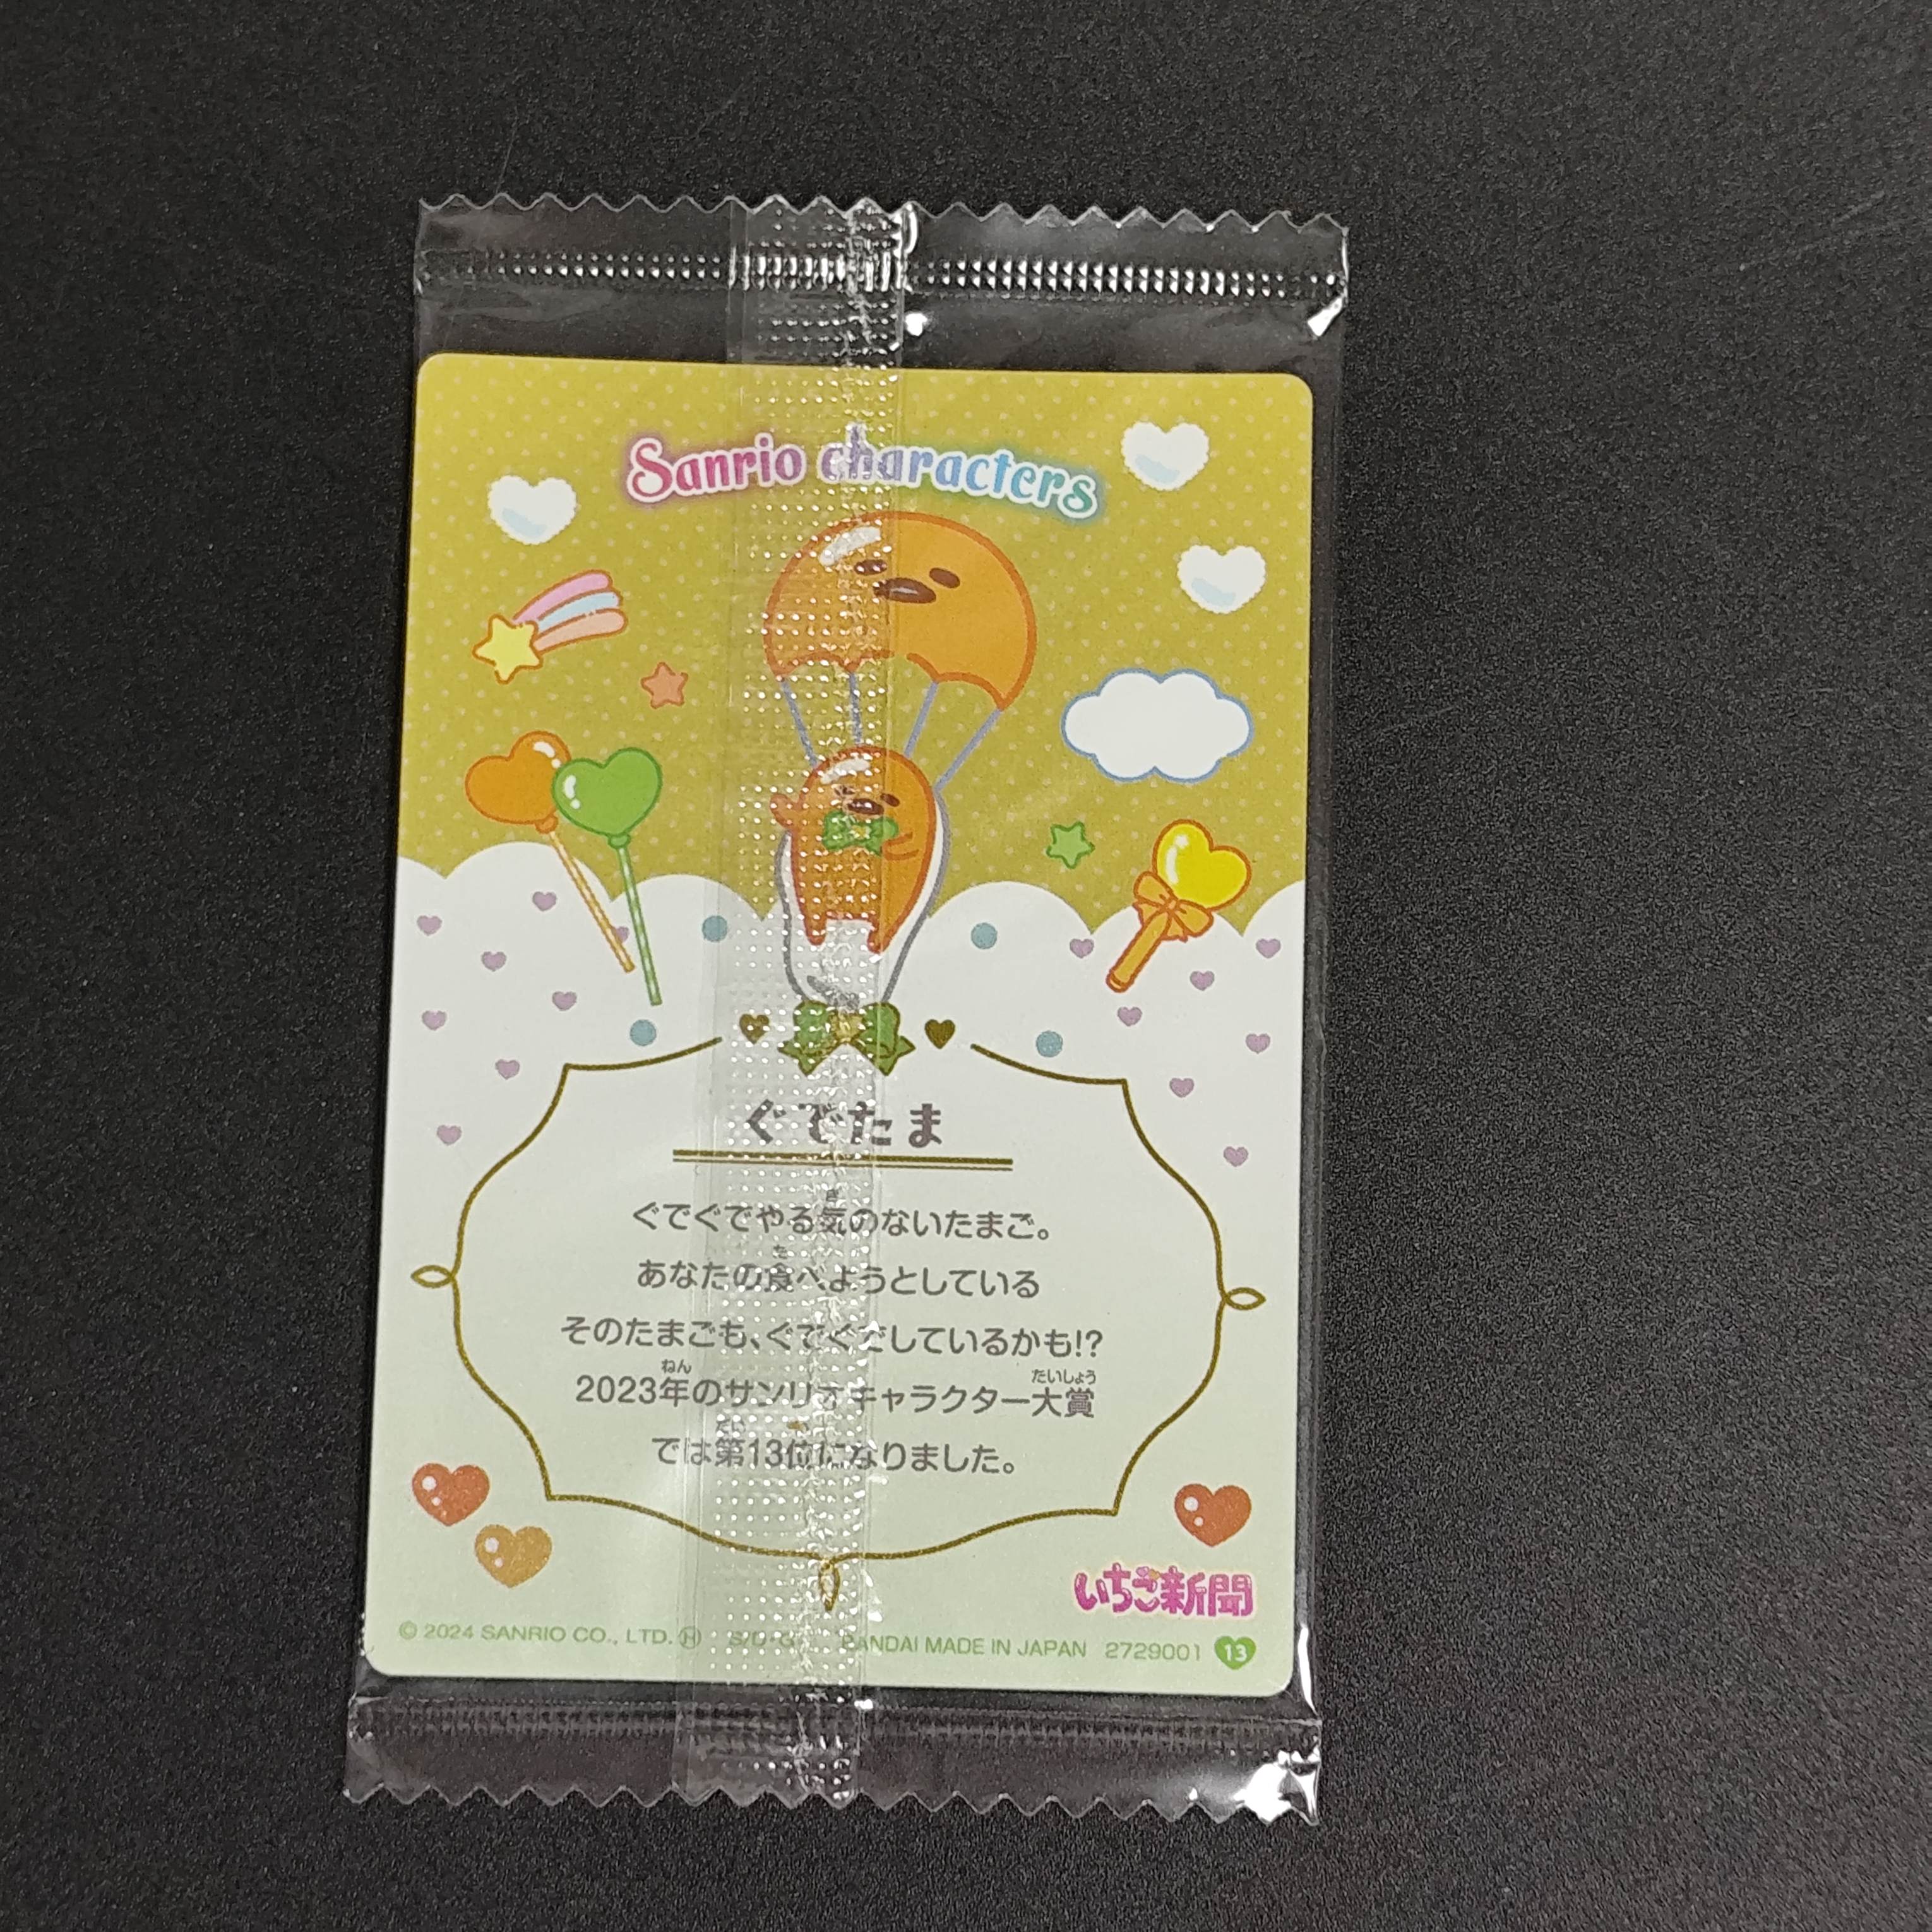 Sanrio characters
ぐでたま
ぐでぐでやる気のないたまご。
あなたの食べようとしている
そのたまごも、ぐでぐでしているかも!?
2023年のサンリオキャラクター大賞
では第13位になりました。
いちご新聞
© 2024 SANRIO CO., LTD. Ⓗ S/D・G BANDAI MADE IN JAPAN 2729001 13